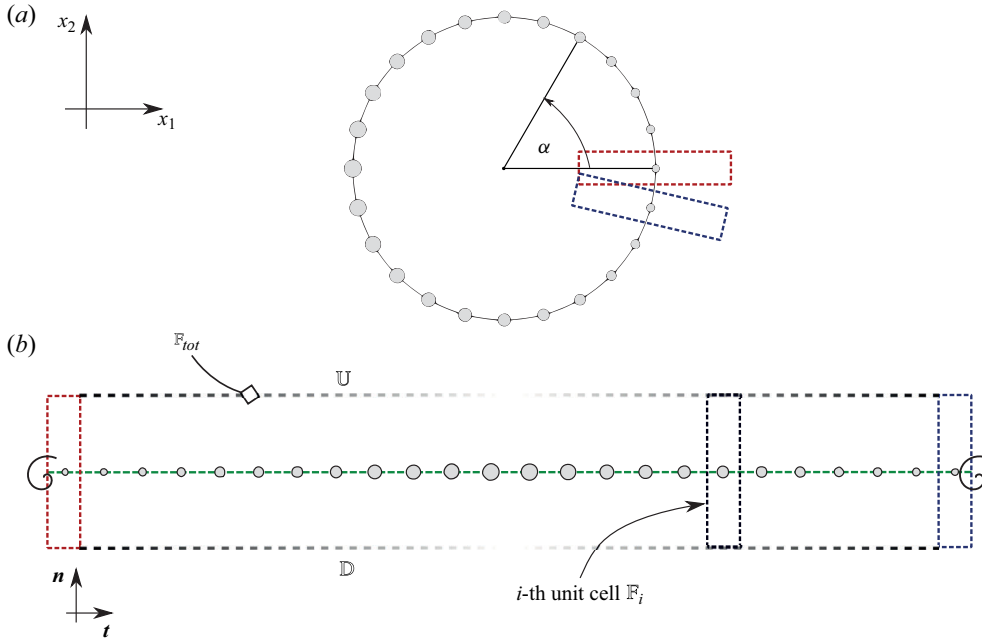 (a)
x₂
x₁
α
(b)
𝔽tot
𝕌
𝔻
n
t
i-th unit cell 𝔽i